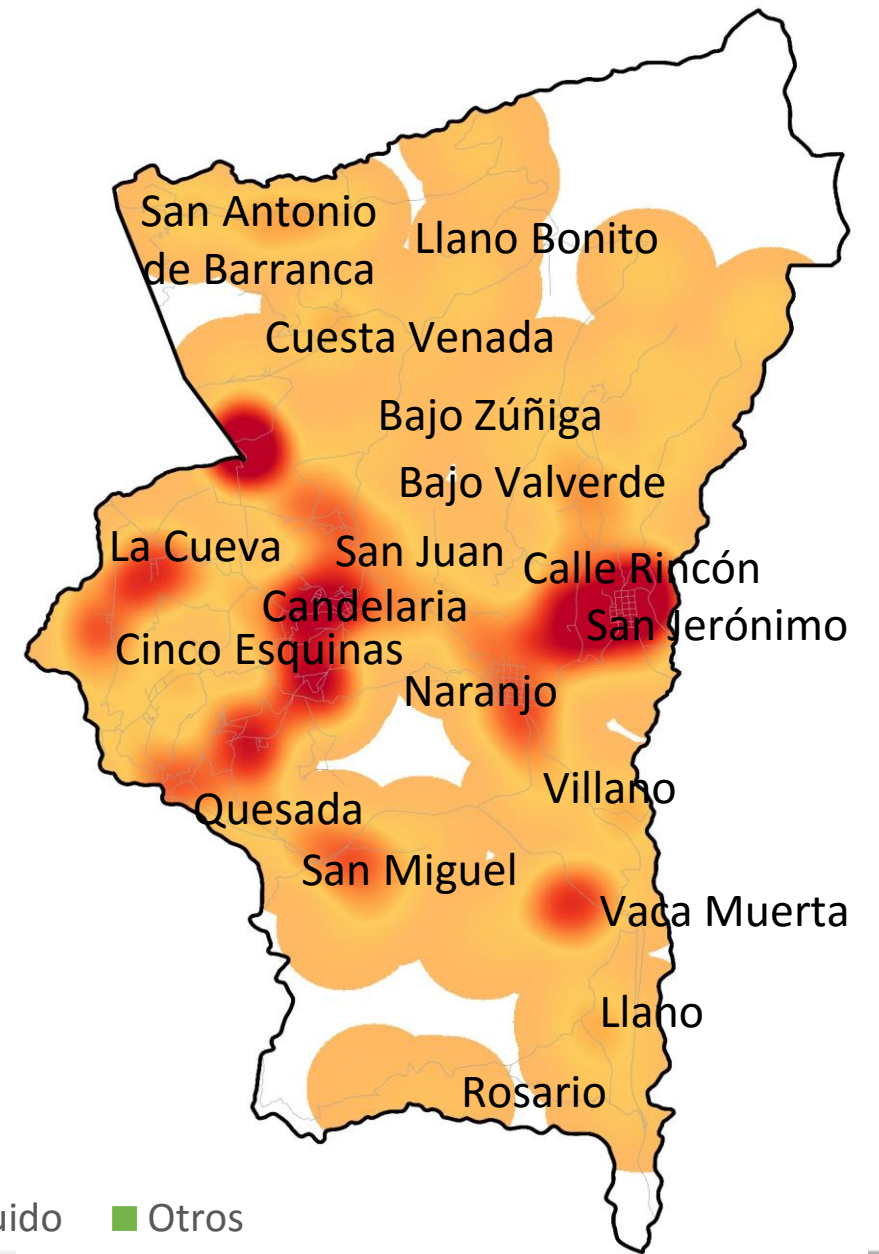 San Antonio
de Barranca
Llano Bonito
Cuesta Venada
Bajo Zúñiga
Bajo Valverde
La Cueva
San Juan
Calle Rincón
Candelaria
San Jerónimo
Cinco Esquinas
Naranjo
Villano
Quesada
San Miguel
Vaca Muerta
Llano
Rosario
uido Otros